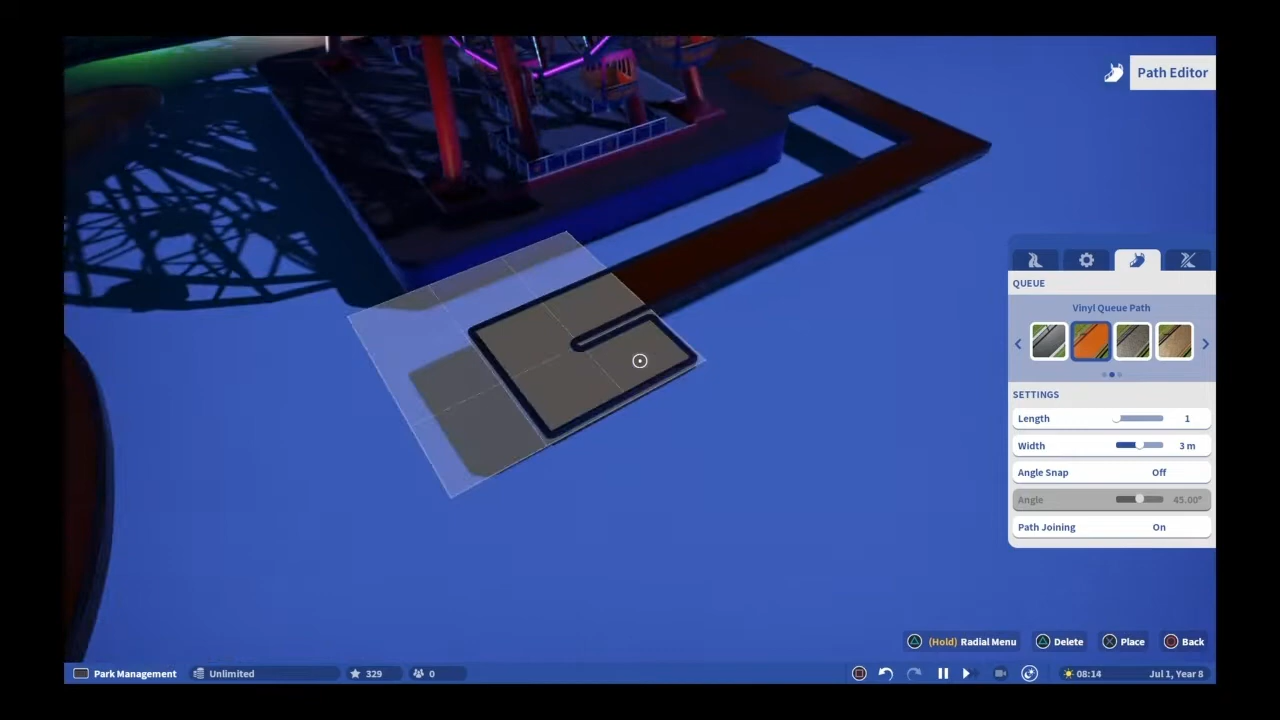 Path Editor
QUEUE
Vinyl Queue Path
SETTINGS
Length 1
Width 3 m
Angle Snap Off
Angle 45.00°
Path Joining On
(Hold) Radial Menu Delete Place Back
Park Management Unlimited 329 0 08:14 Jul 1, Year 8